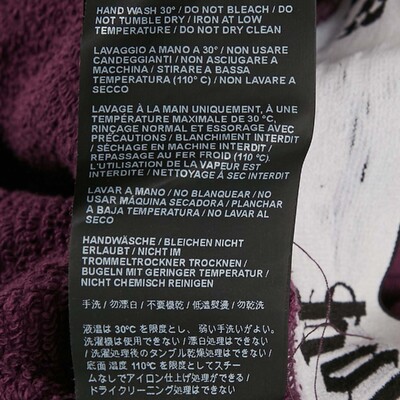 HAND WASH 30° / DO NOT BLEACH / DO
NOT TUMBLE DRY / IRON AT LOW
TEMPERATURE / DO NOT DRY CLEAN
LAVAGGIO A MANO A 30° / NON USARE
CANDEGGIANTI / NON ASCIUGARE A
MACCHINA / STIRARE A BASSA
TEMPERATURA (110° C) / NON LAVARE A
SECCO
LAVAGE À LA MAIN UNIQUEMENT, À UNE
TEMPÉRATURE MAXIMALE DE 30 °C,
RINÇAGE NORMAL ET ESSORAGE AVEC
PRÉCAUTIONS / BLANCHIMENT INTERDIT
/ SÉCHAGE EN MACHINE INTERDIT /
REPASSAGE AU FER FROID (110 °C).
L'UTILISATION DE LA VAPEUR EST
INTERDITE / NETTOYAGE À SEC INTERDIT
LAVAR A MANO / NO BLANQUEAR / NO
USAR MÁQUINA SECADORA / PLANCHAR
A BAJA TEMPERATURA / NO LAVAR AL
SECO
HANDWÄSCHE / BLEICHEN NICHT
ERLAUBT / NICHT IM
TROMMELTROCKNER TROCKNEN /
BUGELN MIT GERINGER TEMPERATUR /
NICHT CHEMISCH REINIGEN
手洗 / 勿漂白 / 不要機乾 / 低溫熨燙 / 勿乾洗
液温は 30℃ を限度とし、弱い手洗いがよい。
洗濯機は使用できない / 漂白処理はできない
/ 洗濯処理後のタンブル乾燥処理はできない /
底面 温度 110℃ を限度としてスチー
ムなしでアイロン仕上げ処理ができる /
ドライクリーニング処理ができない